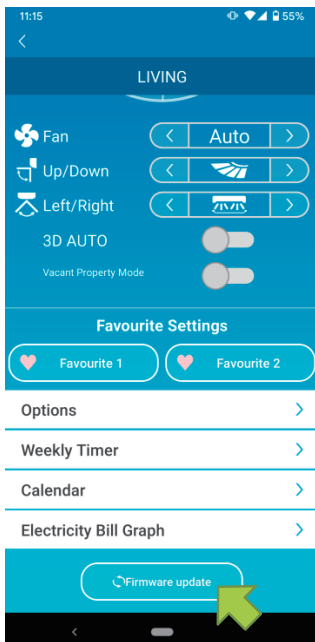 11:15 55%
LIVING
Fan Auto
Up/Down
Left/Right
3D AUTO
Vacant Property Mode
Favourite Settings
Favourite 1 Favourite 2
Options
Weekly Timer
Calendar
Electricity Bill Graph
Firmware update